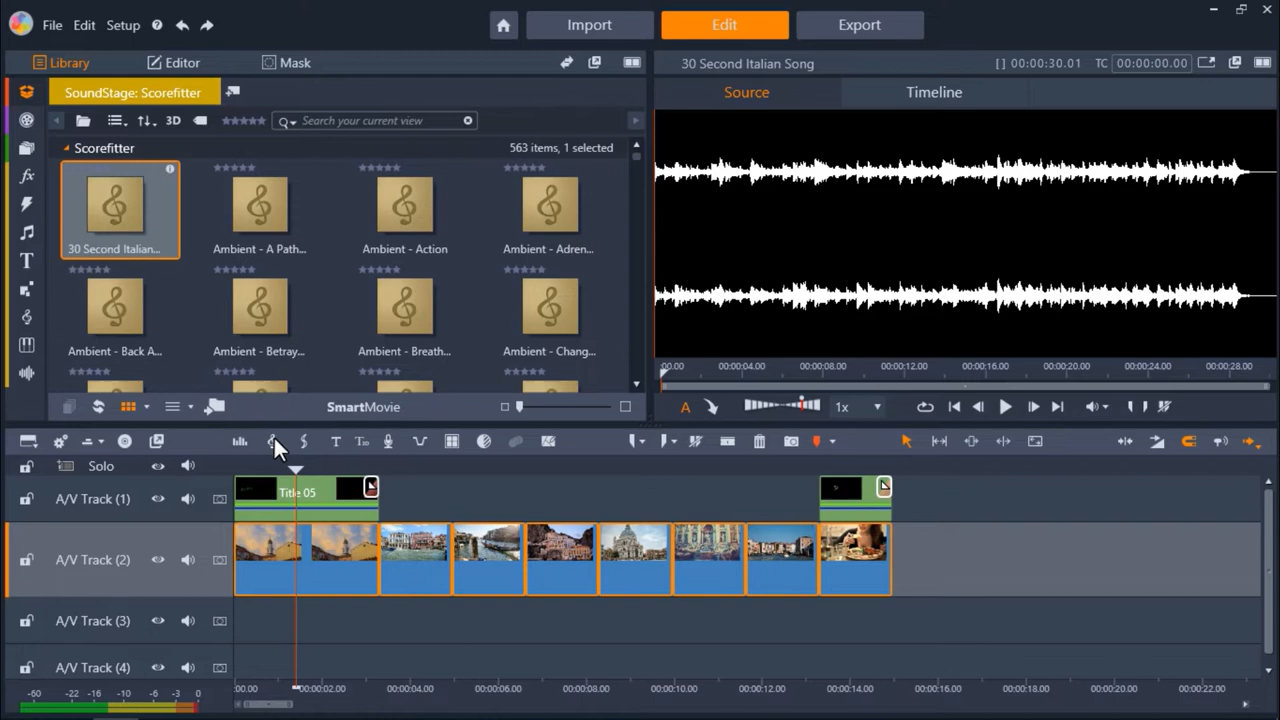 File Edit Setup Import Edit Export
Library Editor Mask 30 Second Italian Song [] 00:00:30.01 TC 00:00:00.00
SoundStage: Scorefitter Source Timeline
3D Search your current view
Scorefitter 563 items, 1 selected
30 Second Italian... Ambient - A Path... Ambient - Action Ambient - Adren...
Ambient - Back A... Ambient - Betray... Ambient - Breath... Ambient - Chang...
:00.00 00:00:04.00 00:00:08.00 00:00:12.00 00:00:16.00 00:00:20.00 00:00:24.00 00:00:28.00
SmartMovie A 1x
Solo
A/V Track (1) Title 05
A/V Track (2)
A/V Track (3)
A/V Track (4)
-60 -22 -16 -10 -6 -3 0 :00.00 00:00:02.00 00:00:04.00 00:00:06.00 00:00:08.00 00:00:10.00 00:00:12.00 00:00:14.00 00:00:16.00 00:00:18.00 00:00:20.00 00:00:22.00